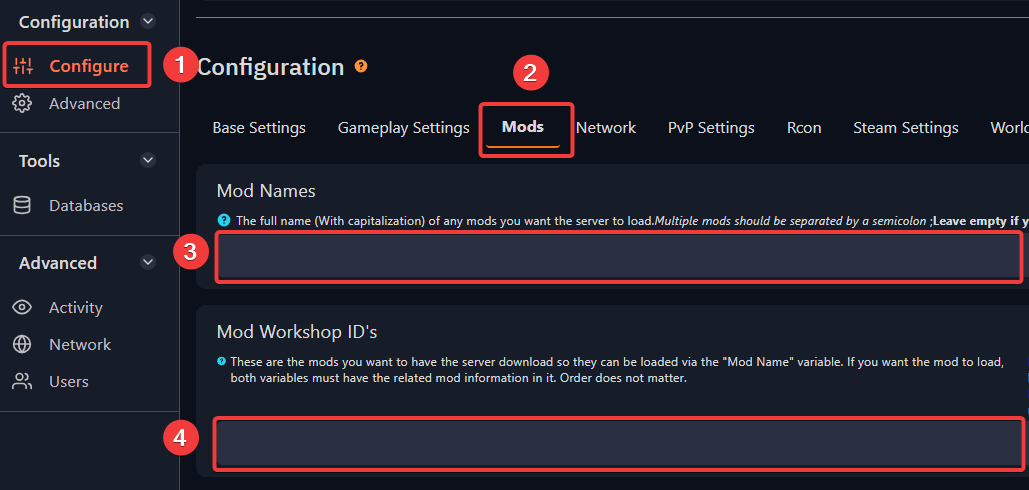 Configuration
Configure
1
Advanced
Tools
Databases
Advanced
Activity
Network
Users
Configuration
2
Base Settings Gameplay Settings Mods Network PvP Settings Rcon Steam Settings World
Mod Names
The full name (With capitalization) of any mods you want the server to load.Multiple mods should be separated by a semicolon ;Leave empty if y
3
Mod Workshop ID's
These are the mods you want to have the server download so they can be loaded via the "Mod Name" variable. If you want the mod to load,
both variables must have the related mod information in it. Order does not matter.
4